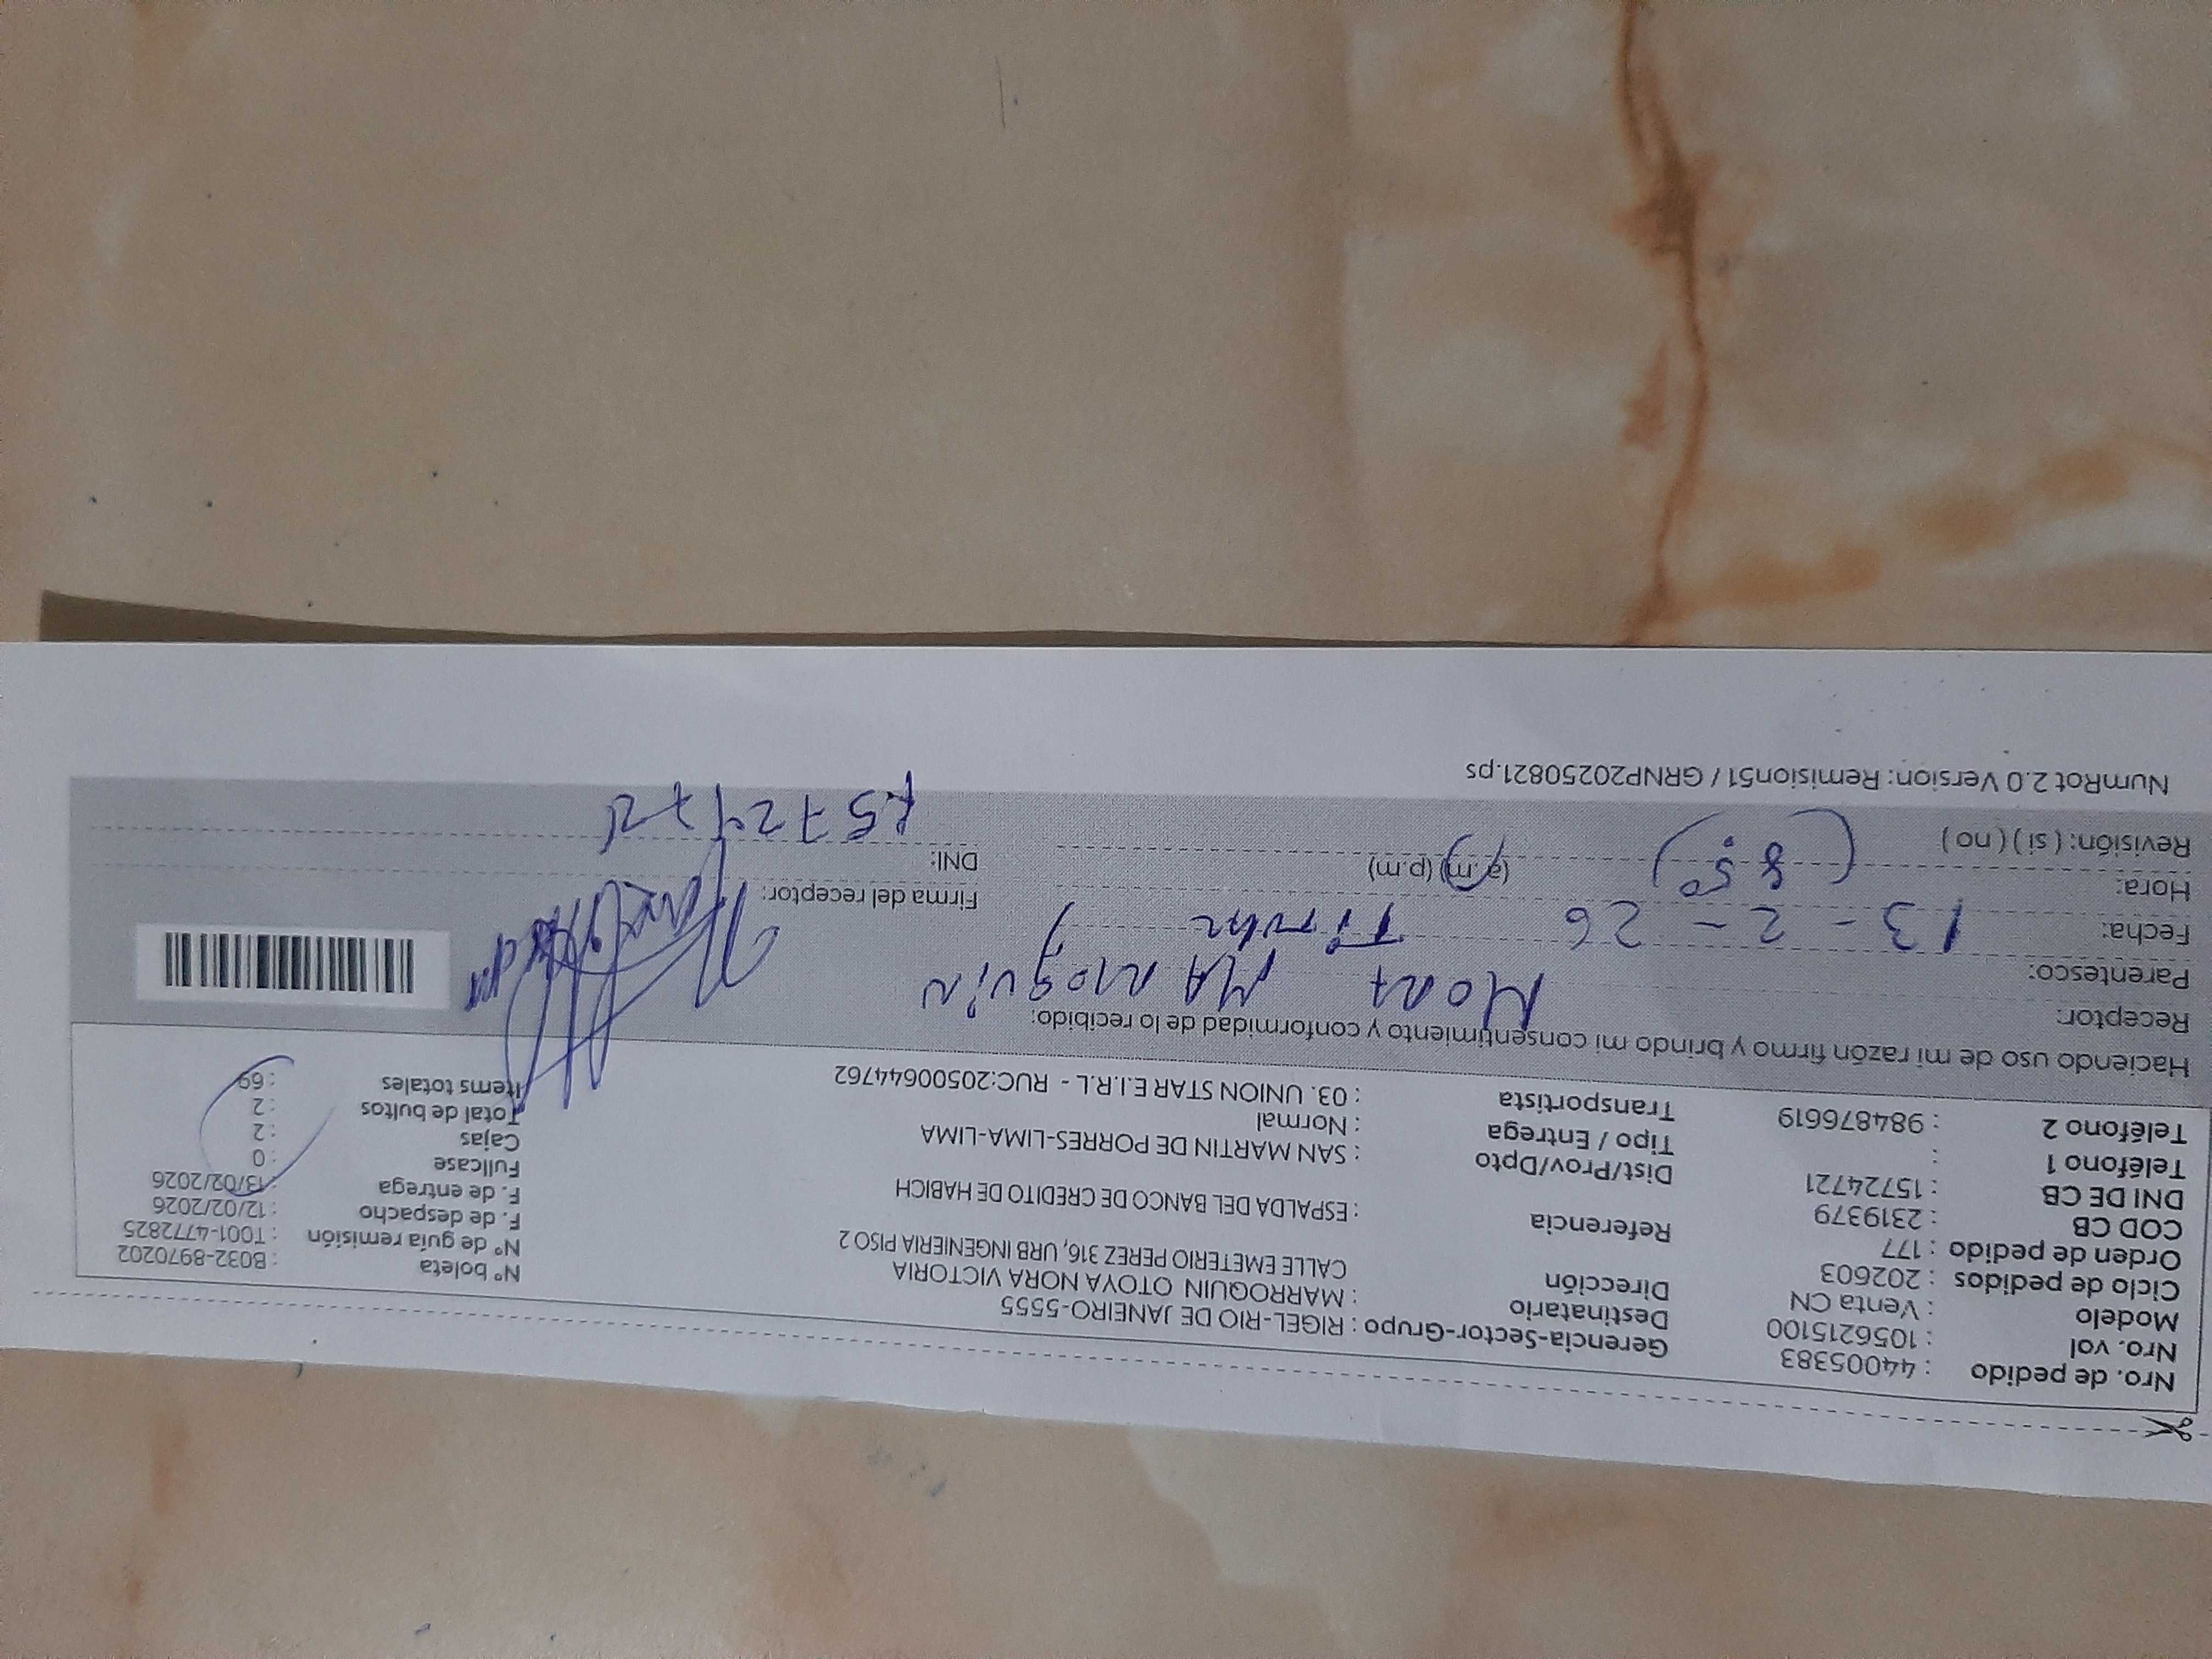 Nro. de pedido : 44005383
Nro. vol : 1056215100
Modelo : Venta CN
Ciclo de pedidos : 202603
Orden de pedido : 177
COD CB : 2319379
DNI DE CB : 15724721
Teléfono 1 :
Teléfono 2 : 984876619
Gerencia-Sector-Grupo : RIGEL-RIO DE JANEIRO-5555
Destinatario : MARROQUIN OTOYA NORA VICTORIA
Dirección CALLE EMETERIO PEREZ 316, URB INGENIERIA PISO 2
Referencia : ESPALDA DEL BANCO DE CREDITO DE HABICH
Dist/Prov/Dpto : SAN MARTIN DE PORRES-LIMA-LIMA
Tipo / Entrega : Normal
Transportista : 03. UNION STAR E.I.R.L - RUC:20500644762
Nº boleta : B032-8970202
Nº de guía remisión : T001-4772825
F. de despacho : 12/02/2026
F. de entrega : 13/02/2026
Fullcase : 0
Cajas : 2
Total de bultos : 2
Items totales : 69
Haciendo uso de mi razón firmo y brindo mi consentimiento y conformidad de lo recibido:
Receptor:
Parentesco:
Fecha: 13-2-26
Hora: (8:50) (a.m) (p.m)
Revisión: ( si ) ( no )
Firma del receptor:
DNI:
NumRot 2.0 Version: Remision51 / GRNP20250821.ps